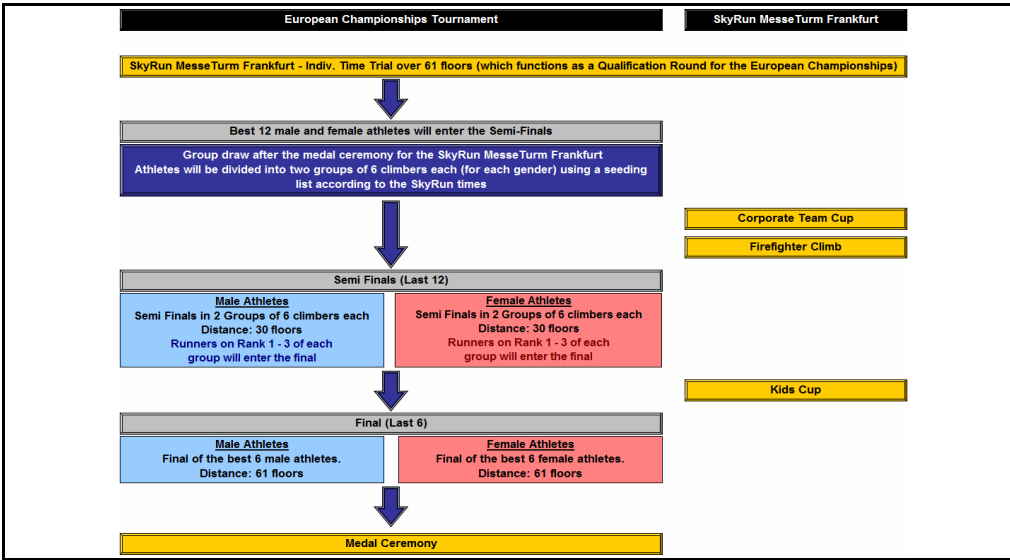 European Championships Tournament
SkyRun MesseTurm Frankfurt
SkyRun MesseTurm Frankfurt - Indiv. Time Trial over 61 floors (which functions as a Qualification Round for the European Championships)
Best 12 male and female athletes will enter the Semi-Finals
Group draw after the medal ceremony for the SkyRun MesseTurm Frankfurt
Athletes will be divided into two groups of 6 climbers each (for each gender) using a seeding
list according to the SkyRun times
Corporate Team Cup
Firefighter Climb
Semi Finals (Last 12)
Male Athletes
Semi Finals in 2 Groups of 6 climbers each
Distance: 30 floors
Runners on Rank 1 - 3 of each
group will enter the final
Female Athletes
Semi Finals in 2 Groups of 6 climbers each
Distance: 30 floors
Runners on Rank 1 - 3 of each
group will enter the final
Kids Cup
Final (Last 6)
Male Athletes
Final of the best 6 male athletes.
Distance: 61 floors
Female Athletes
Final of the best 6 female athletes.
Distance: 61 floors
Medal Ceremony